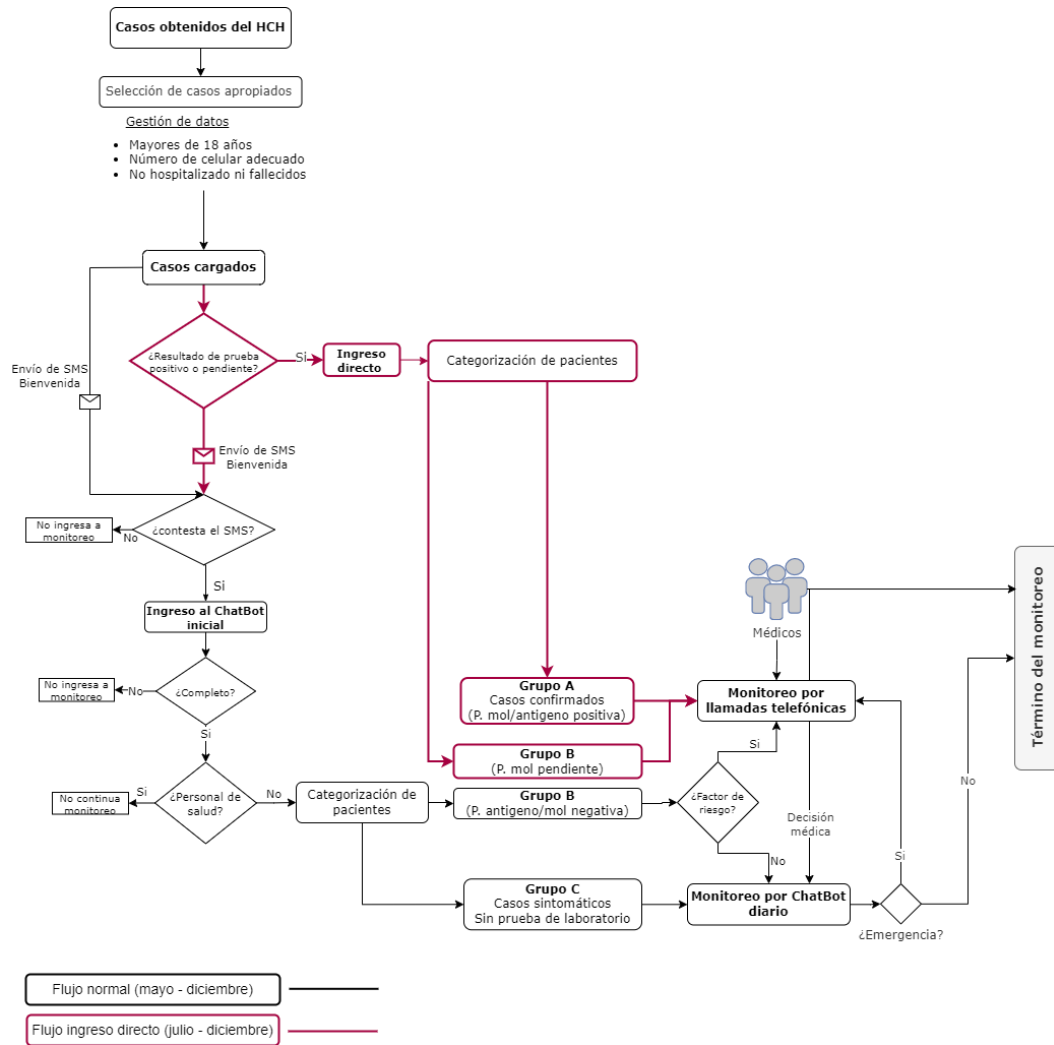 Casos obtenidos del HCH
Selección de casos apropiados
Gestión de datos
Mayores de 18 años
Número de celular adecuado
No hospitalizado ni fallecidos
Casos cargados
¿Resultado de prueba
positivo o pendiente?
Si
Ingreso
directo
Categorización de pacientes
Envío de SMS
Bienvenida
Envío de SMS
Bienvenida
¿contesta el SMS?
No
No ingresa a
monitoreo
Si
Ingreso al ChatBot
inicial
¿Completo?
No
No ingresa a
monitoreo
Si
¿Personal de
salud?
Si
No continua
monitoreo
No
Categorización de
pacientes
Grupo A
Casos confirmados
(P. mol/antigeno positiva)
Grupo B
(P. mol pendiente)
Grupo B
(P. antigeno/mol negativa)
Grupo C
Casos sintomáticos
Sin prueba de laboratorio
Médicos
Monitoreo por
llamadas telefónicas
Si
¿Factor de
riesgo?
No
Decisión
médica
Monitoreo por ChatBot
diario
Si
¿Emergencia?
No
Término del monitoreo
Flujo normal (mayo - diciembre)
Flujo ingreso directo (julio - diciembre)